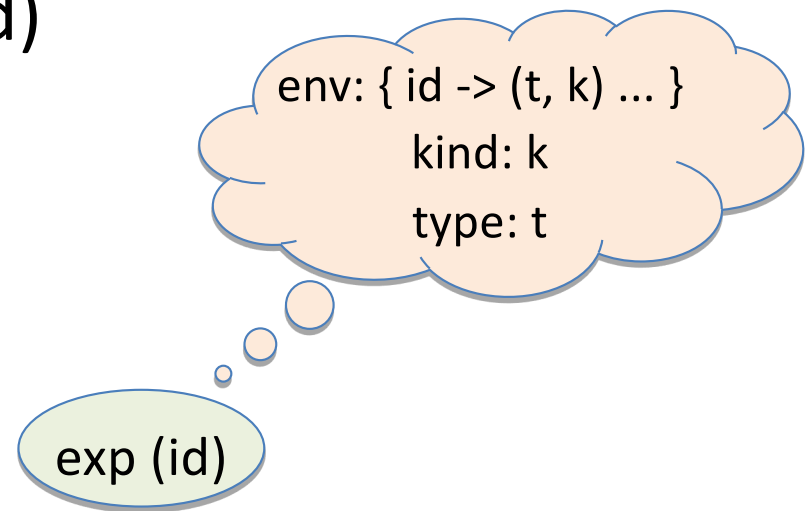 d)
env: { id -> (t, k) ... }
kind: k
type: t
exp (id)